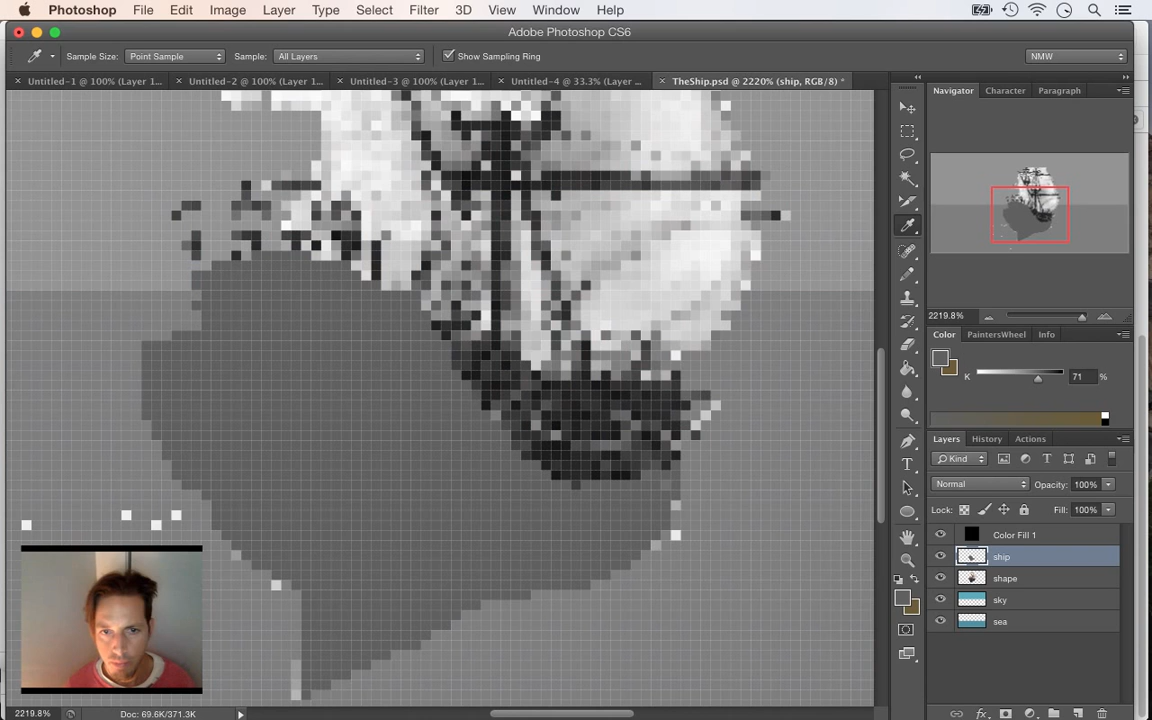 Photoshop File Edit Image Layer Type Select Filter 3D View Window Help
Adobe Photoshop CS6
Sample Size: Point Sample Sample: All Layers Show Sampling Ring NMW
Untitled-1 @ 100% (Layer 1... Untitled-2 @ 100% (Layer 1... Untitled-3 @ 100% (Layer 1... Untitled-4 @ 33.3% (Layer ... TheShip.psd @ 2220% (ship, RGB/8) *
Navigator Character Paragraph
2219.8%
Color PaintersWheel Info
K 71 %
Layers History Actions
Kind
Normal Opacity: 100%
Lock: Fill: 100%
Color Fill 1
ship
shape
sky
sea
2219.8% Doc: 69.6K/371.3K